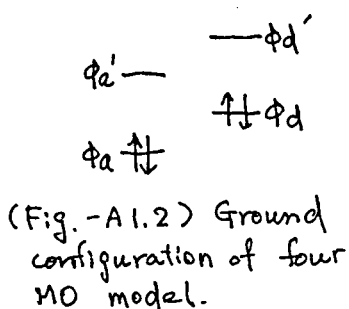 ϕd′
ϕa′
ϕd
ϕa
(Fig.-A1.2) Ground
configuration of four
MO model.